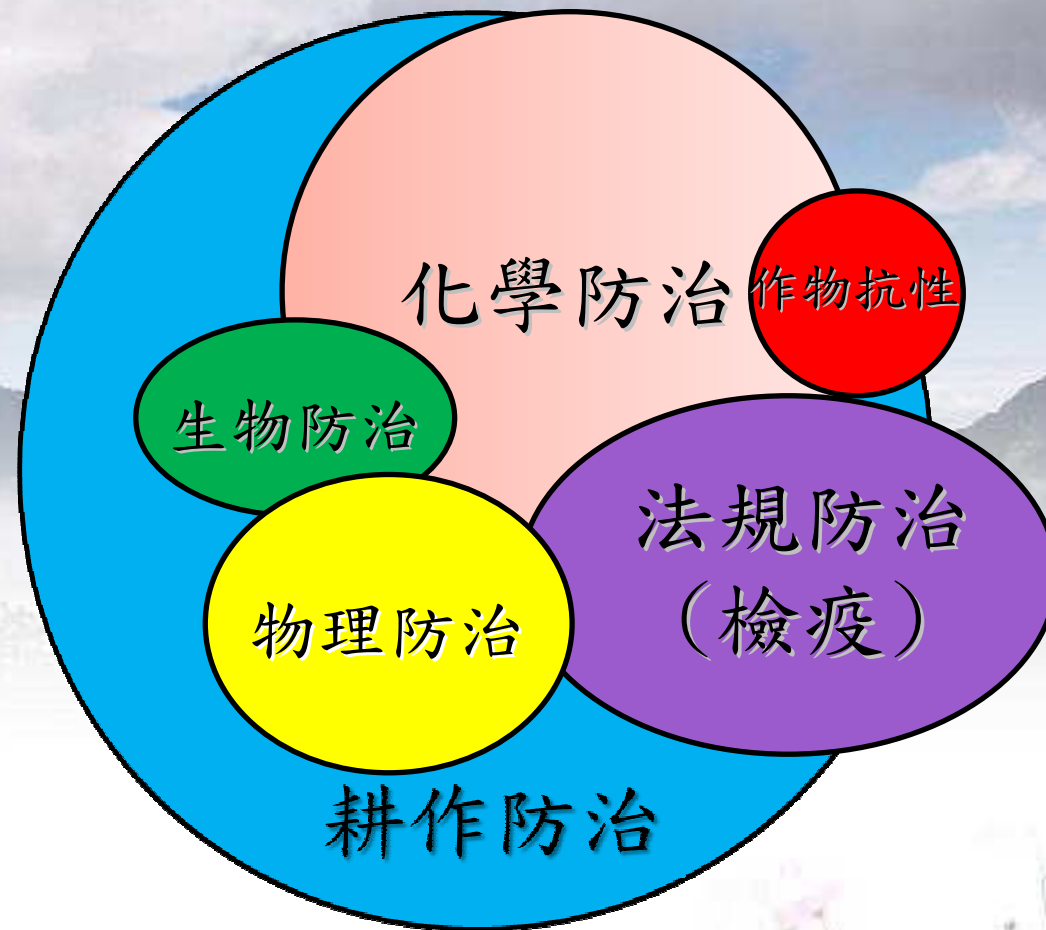 化學防治
作物抗性
生物防治
法規防治
（檢疫）
物理防治
耕作防治